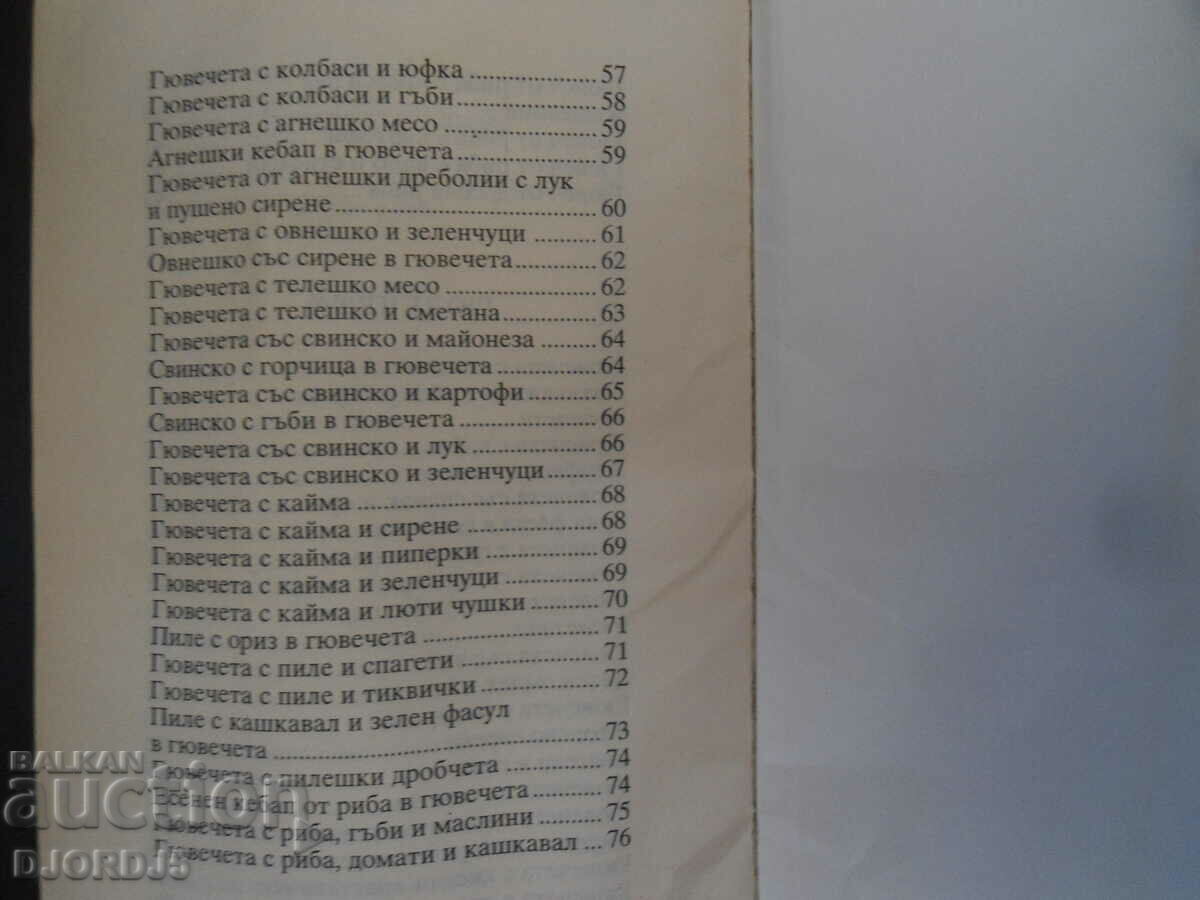 Гювечета с колбаси и юфка .................... 57
Гювечета с колбаси и гъби ..................... 58
Гювечета с агнешко месо ....................... 59
Агнешки кебап в гювечета ..................... 59
Гювечета от агнешки дреболии с лук
и пушено сирене ...................................... 60
Гювечета с овнешко и зеленчуци ......... 61
Овнешко със сирене в гювечета ............ 62
Гювечета с телешко месо ...................... 62
Гювечета с телешко и сметана .............. 63
Гювечета със свинско и майонеза ......... 64
Свинско с горчица в гювечета ............... 64
Гювечета със свинско и картофи .......... 65
Свинско с гъби в гювечета .................... 66
Гювечета със свинско и лук .................. 66
Гювечета със свинско и зеленчуци ........ 67
Гювечета с кайма ................................... 68
Гювечета с кайма и сирене .................... 68
Гювечета с кайма и пиперки ................. 69
Гювечета с кайма и зеленчуци .............. 69
Гювечета с кайма и люти чушки .......... 70
Пиле с ориз в гювечета ......................... 71
Гювечета с пиле и спагети .................... 71
Гювечета с пиле и тиквички ................. 72
Пиле с кашкавал и зелен фасул
в гювечета ............................................... 73
Гювечета с пилешки дробчета .............. 74
Есенен кебап от риба в гювечета .......... 74
Гювечета с риба, гъби и маслини ......... 75
Гювечета с риба, домати и кашкавал ... 76
BALKAN
auction
DJORDJ5